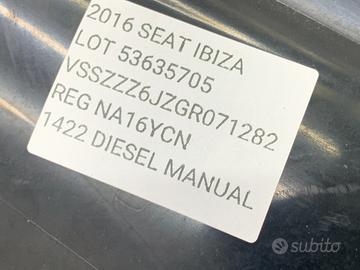 2016 SEAT IBIZA
LOT 53635705
VSSZZZ6JZGR071282
REG NA16YCN
1422 DIESEL MANUAL
subito